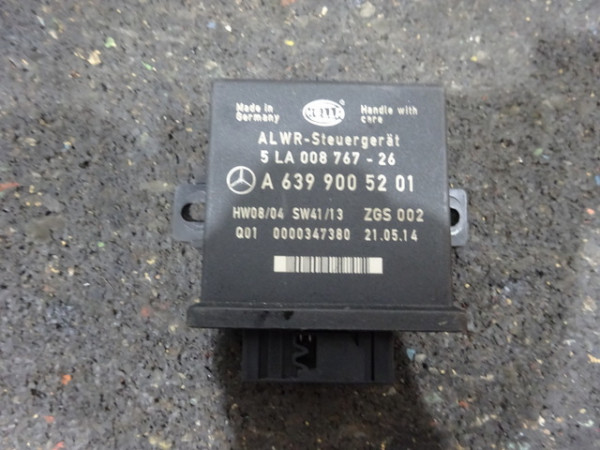 Made in
Germany
HELLA
®
Handle with
care
ALWR-Steuergerät
5 LA 008 767 - 26
A 639 900 52 01
HW08/04 SW41/13 ZGS 002
Q01 0000347380 21.05.14